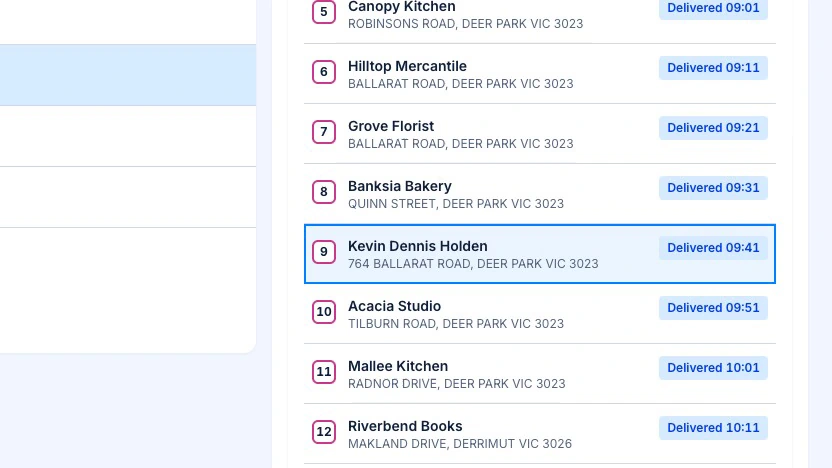 5
Canopy Kitchen
ROBINSONS ROAD, DEER PARK VIC 3023
Delivered 09:01
6
Hilltop Mercantile
BALLARAT ROAD, DEER PARK VIC 3023
Delivered 09:11
7
Grove Florist
BALLARAT ROAD, DEER PARK VIC 3023
Delivered 09:21
8
Banksia Bakery
QUINN STREET, DEER PARK VIC 3023
Delivered 09:31
9
Kevin Dennis Holden
764 BALLARAT ROAD, DEER PARK VIC 3023
Delivered 09:41
10
Acacia Studio
TILBURN ROAD, DEER PARK VIC 3023
Delivered 09:51
11
Mallee Kitchen
RADNOR DRIVE, DEER PARK VIC 3023
Delivered 10:01
12
Riverbend Books
MAKLAND DRIVE, DERRIMUT VIC 3026
Delivered 10:11